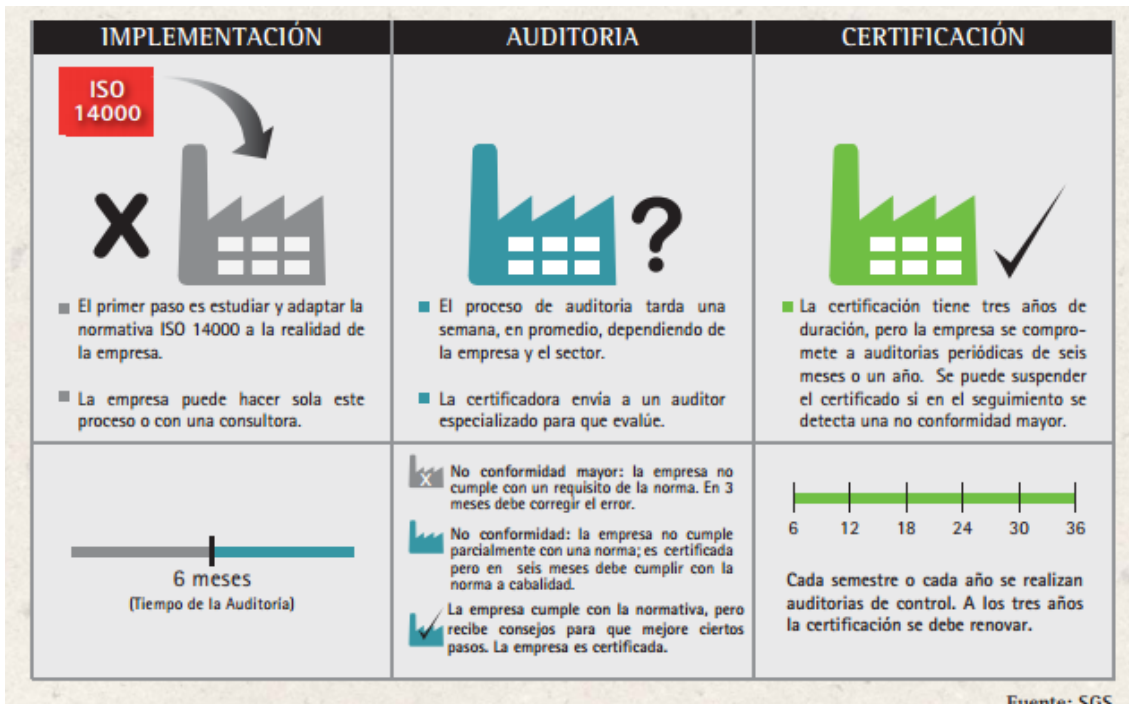 IMPLEMENTACIÓN
ISO
14000
X
El primer paso es estudiar y adaptar la
normativa ISO 14000 a la realidad de
la empresa.
La empresa puede hacer sola este
proceso o con una consultora.
6 meses
(Tiempo de la Auditoría)
AUDITORIA
?
El proceso de auditoria tarda una
semana, en promedio, dependiendo de
la empresa y el sector.
La certificadora envía a un auditor
especializado para que evalúe.
X
No conformidad mayor: la empresa no
cumple con un requisito de la norma. En 3
meses debe corregir el error.
No conformidad: la empresa no cumple
parcialmente con una norma; es certificada
pero en seis meses debe cumplir con la
norma a cabalidad.
La empresa cumple con la normativa, pero
recibe consejos para que mejore ciertos
pasos. La empresa es certificada.
CERTIFICACIÓN
La certificación tiene tres años de
duración, pero la empresa se compro-
mete a auditorias periódicas de seis
meses o un año. Se puede suspender
el certificado si en el seguimiento se
detecta una no conformidad mayor.
6 12 18 24 30 36
Cada semestre o cada año se realizan
auditorias de control. A los tres años
la certificación se debe renovar.
Fuente: SGS